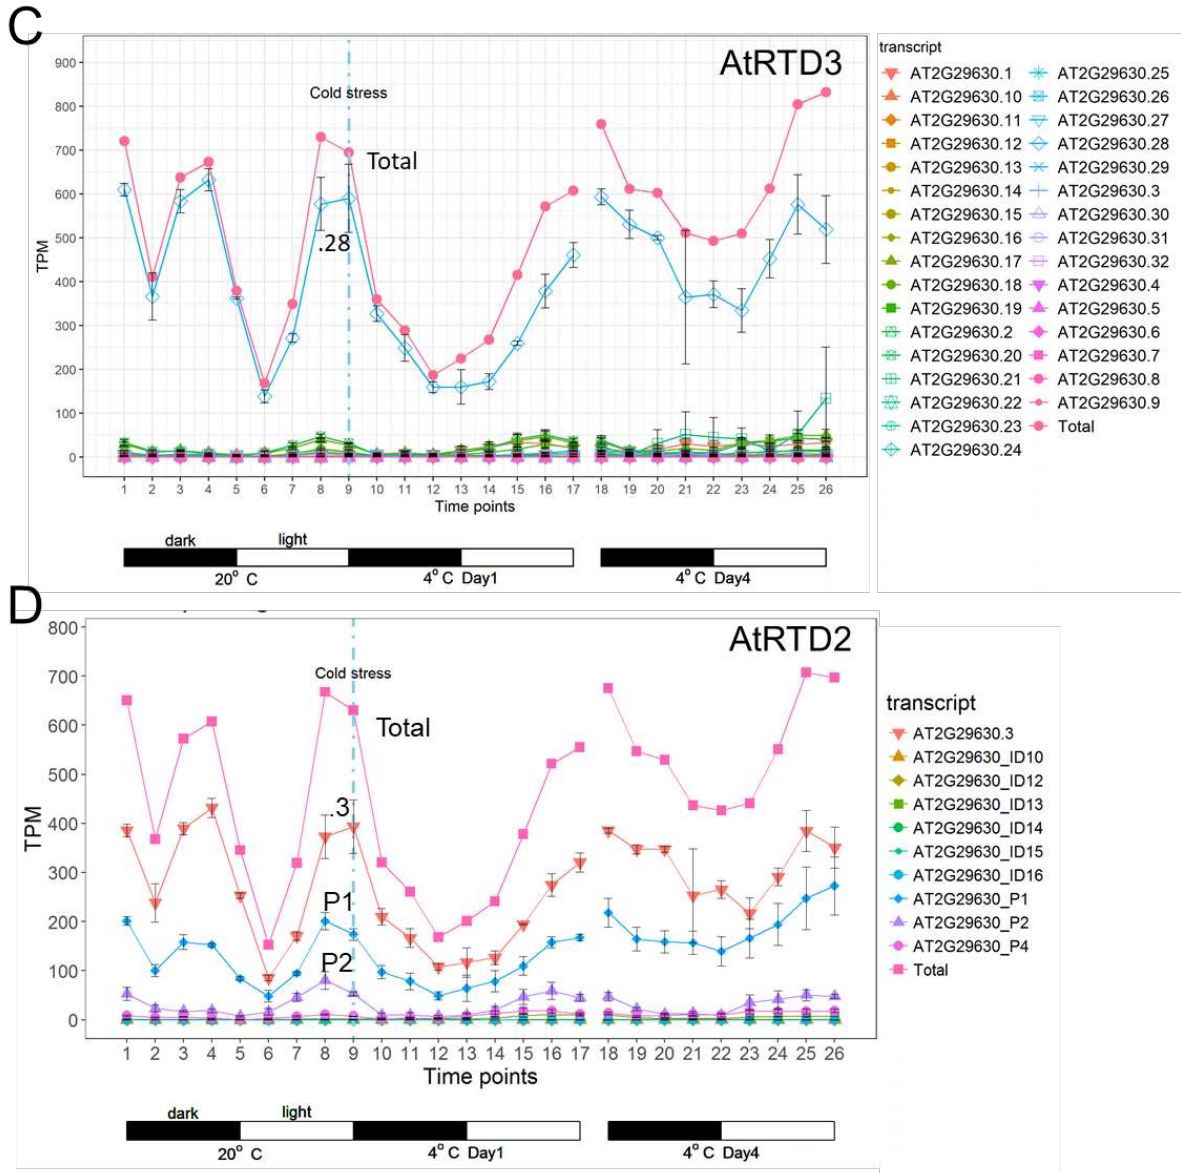 C
AtRTD3
900
800
700
600
500
400
300
200
100
0
TPM
Cold stress
Total
.28
1 2 3 4 5 6 7 8 9 10 11 12 13 14 15 16 17 18 19 20 21 22 23 24 25 26
Time points
dark light
20° C 4° C Day1 4° C Day4
transcript
AT2G29630.1 AT2G29630.25
AT2G29630.10 AT2G29630.26
AT2G29630.11 AT2G29630.27
AT2G29630.12 AT2G29630.28
AT2G29630.13 AT2G29630.29
AT2G29630.14 AT2G29630.3
AT2G29630.15 AT2G29630.30
AT2G29630.16 AT2G29630.31
AT2G29630.17 AT2G29630.32
AT2G29630.18 AT2G29630.4
AT2G29630.19 AT2G29630.5
AT2G29630.2 AT2G29630.6
AT2G29630.20 AT2G29630.7
AT2G29630.21 AT2G29630.8
AT2G29630.22 AT2G29630.9
AT2G29630.23 Total
AT2G29630.24
D
AtRTD2
800
700
600
500
400
300
200
100
0
TPM
Cold stress
Total
.3
P1
P2
1 2 3 4 5 6 7 8 9 10 11 12 13 14 15 16 17 18 19 20 21 22 23 24 25 26
Time points
dark light
20° C 4° C Day1 4° C Day4
transcript
AT2G29630.3
AT2G29630_ID10
AT2G29630_ID12
AT2G29630_ID13
AT2G29630_ID14
AT2G29630_ID15
AT2G29630_ID16
AT2G29630_P1
AT2G29630_P2
AT2G29630_P4
Total